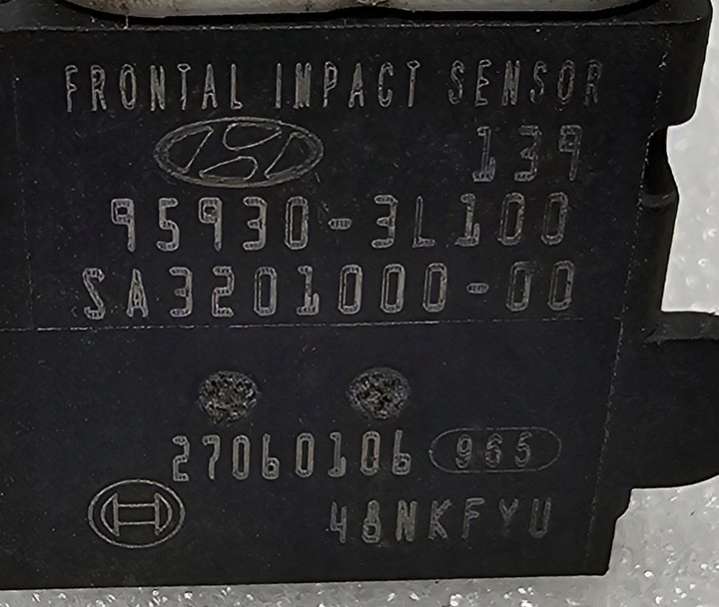 FRONTAL IMPACT SENSOR
139
95930-3L100
SA3201000-00
27060106 965
48NKFYU